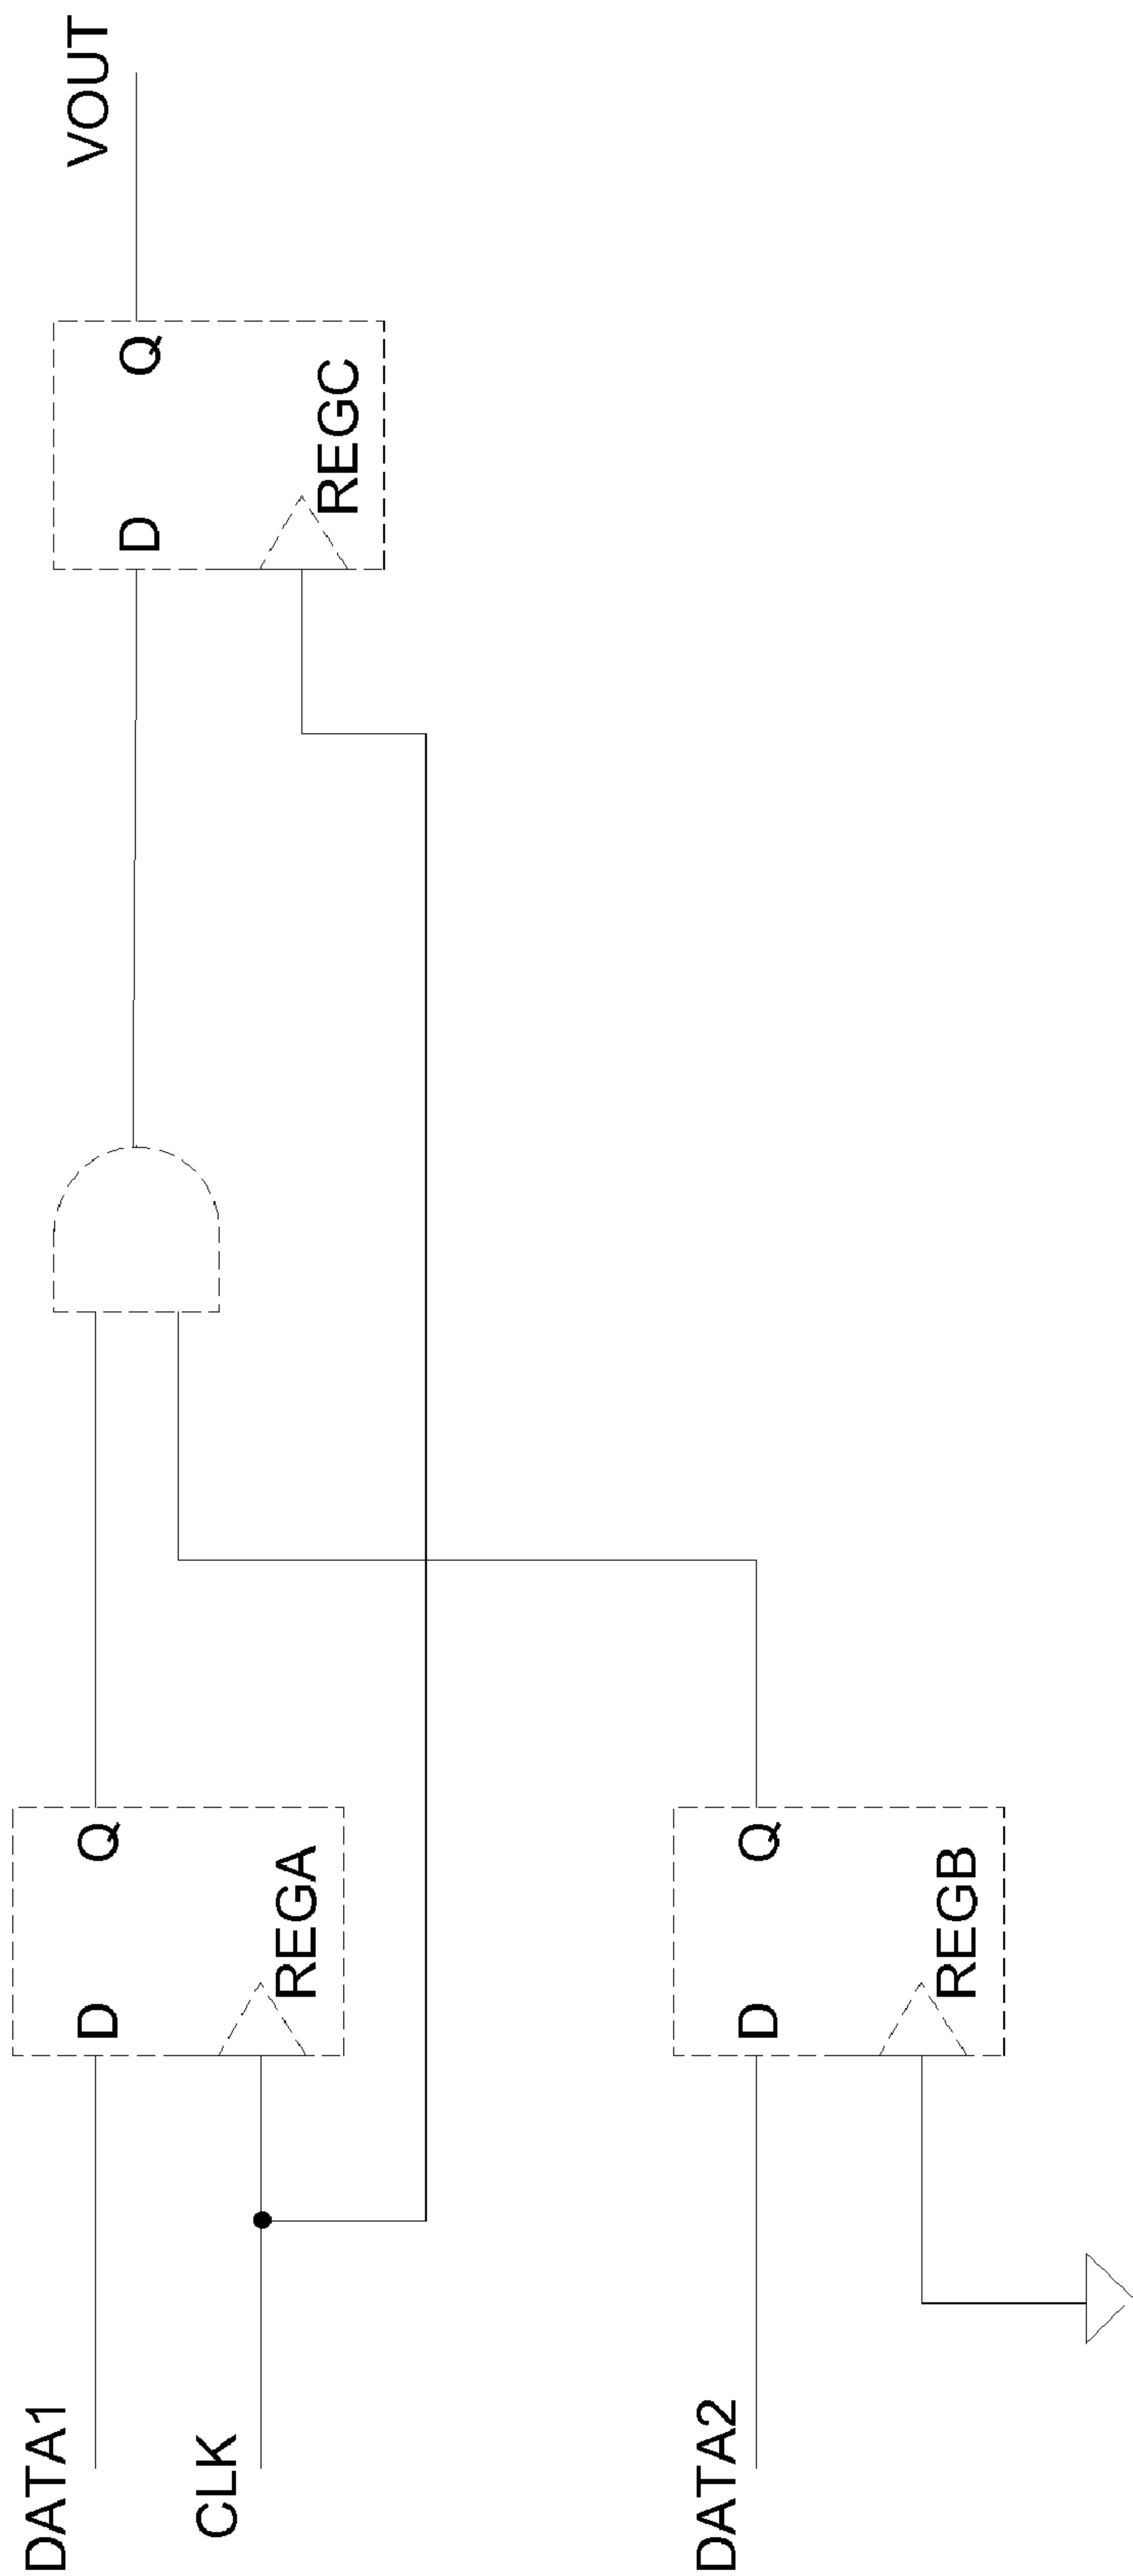 DATA1
D
Q
REGA
CLK
D
Q
REGC
VOUT
DATA2
D
Q
REGB